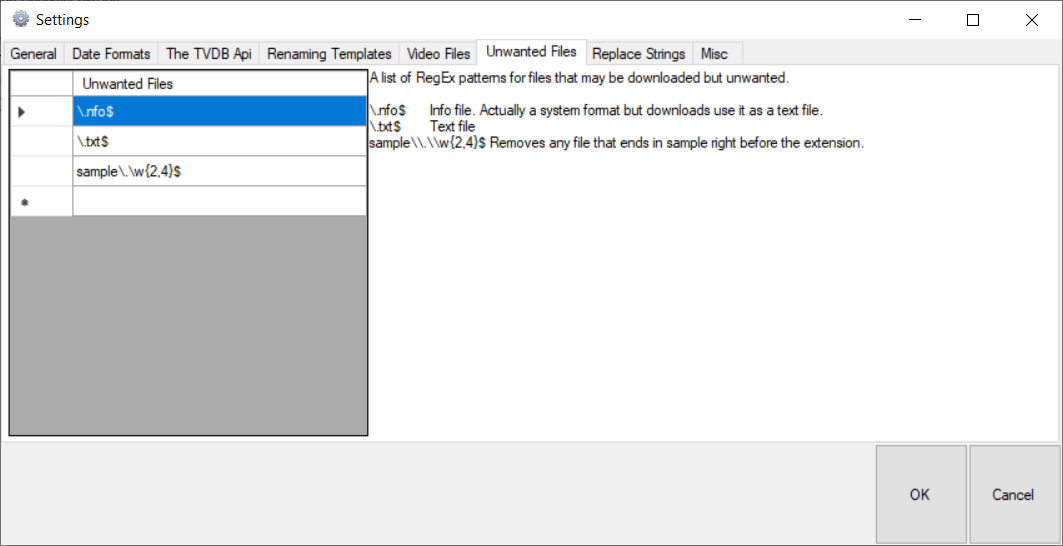 Settings
General Date Formats The TVDB Api Renaming Templates Video Files Unwanted Files Replace Strings Misc
Unwanted Files
\.nfo$
\.txt$
sample\.\w{2,4}$
A list of RegEx patterns for files that may be downloaded but unwanted.
\.nfo$ Info file. Actually a system format but downloads use it as a text file.
\.txt$ Text file
sample\\.\\w{2,4}$ Removes any file that ends in sample right before the extension.
OK Cancel